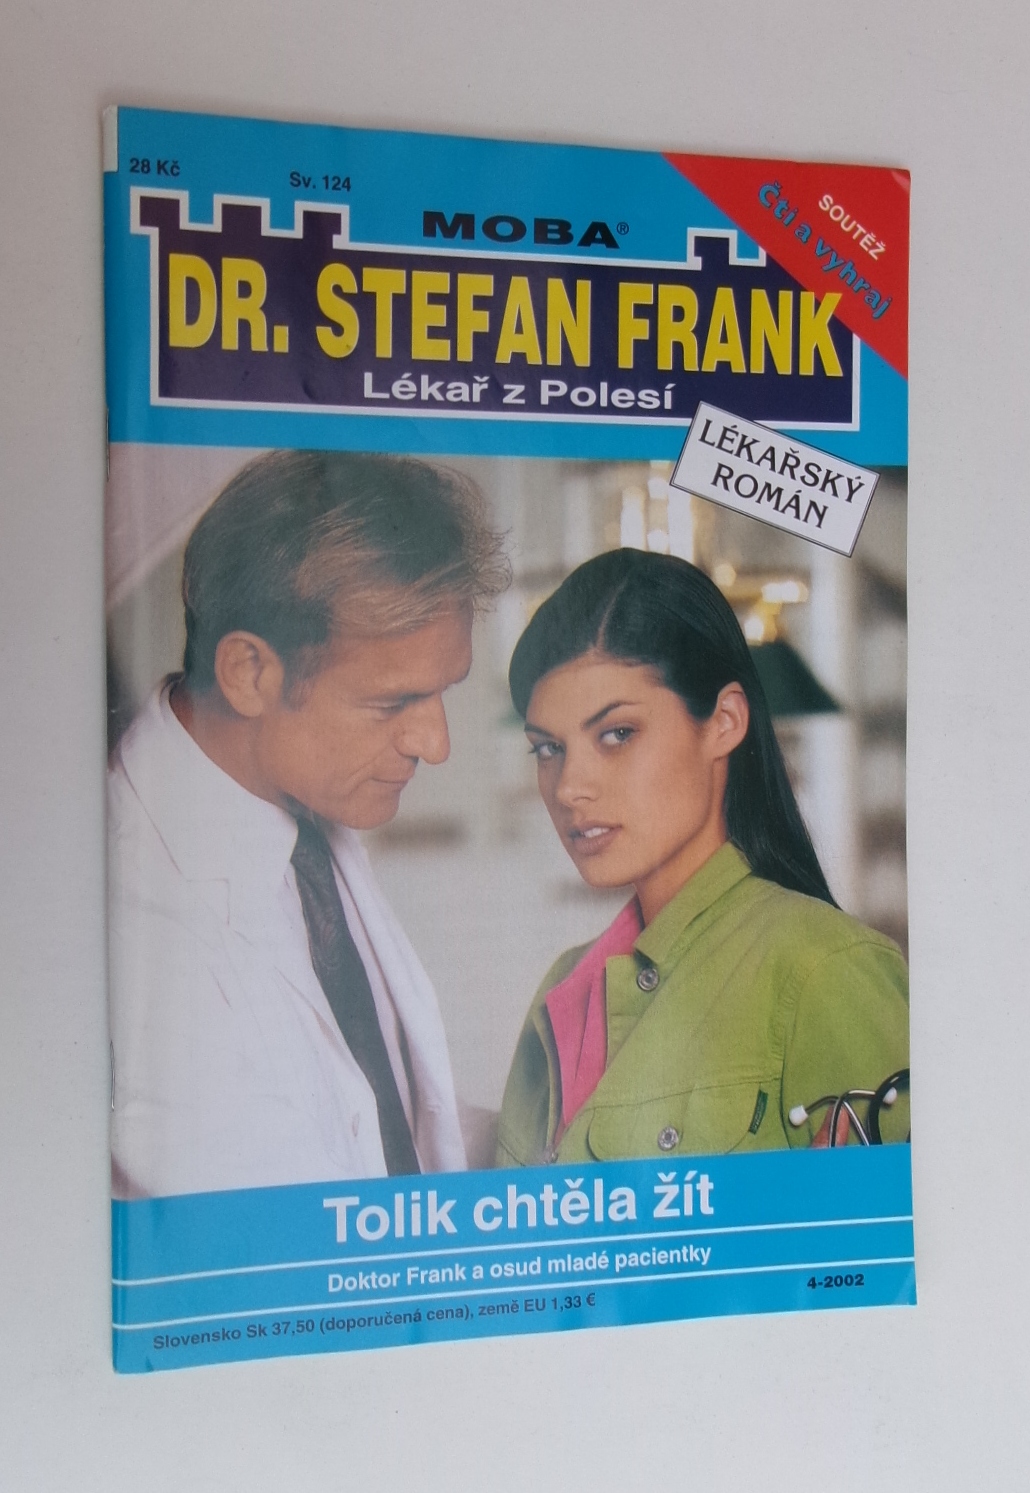 28 Kč
Sv. 124
MOBA®
SOUTĚŽ
Čti a vyhraj
DR. STEFAN FRANK
Lékař z Polesí
LÉKAŘSKÝ
ROMÁN
Tolik chtěla žít
Doktor Frank a osud mladé pacientky
4-2002
Slovensko Sk 37,50 (doporučená cena), země EU 1,33 €